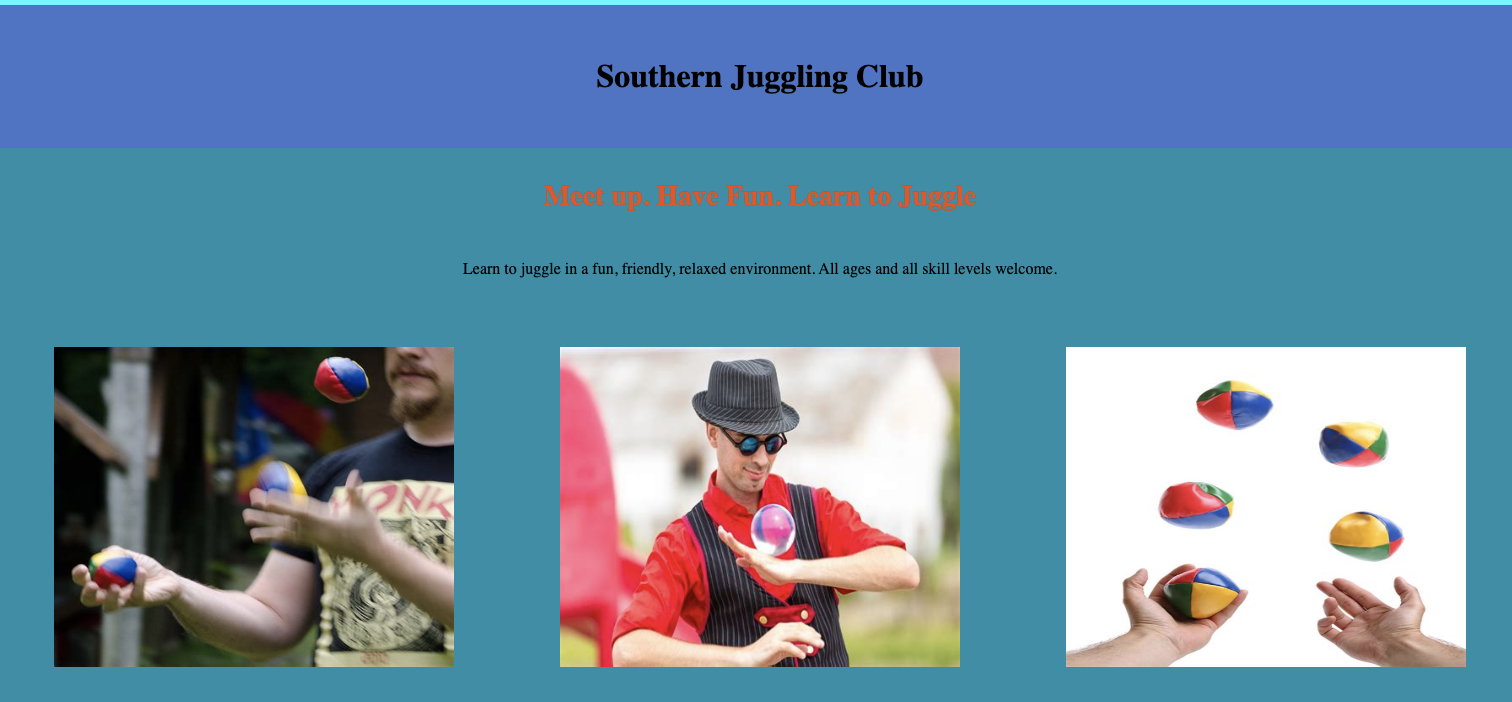 Southern Juggling Club
Meet up. Have Fun. Learn to Juggle
Learn to juggle in a fun, friendly, relaxed environment. All ages and all skill levels welcome.
MONK